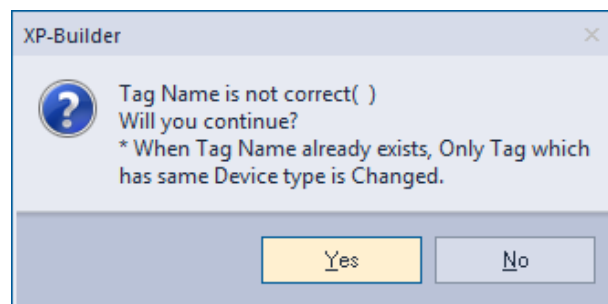 XP-Builder
Tag Name is not correct( )
Will you continue?
* When Tag Name already exists, Only Tag which
has same Device type is Changed.
Yes
No